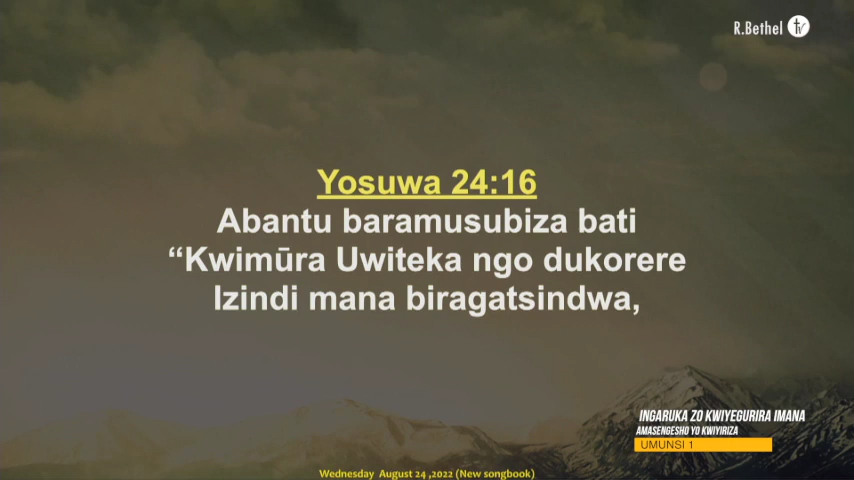 R.Bethel tv
Yosuwa 24:16
Abantu baramusubiza bati
“Kwimūra Uwiteka ngo dukorere
Izindi mana biragatsindwa,
INGARUKA ZO KWIYEGURIRA IMANA
AMASENGESHO YO KWIYIRIZA
UMUNSI 1
Wednesday August 24 ,2022 (New songbook)